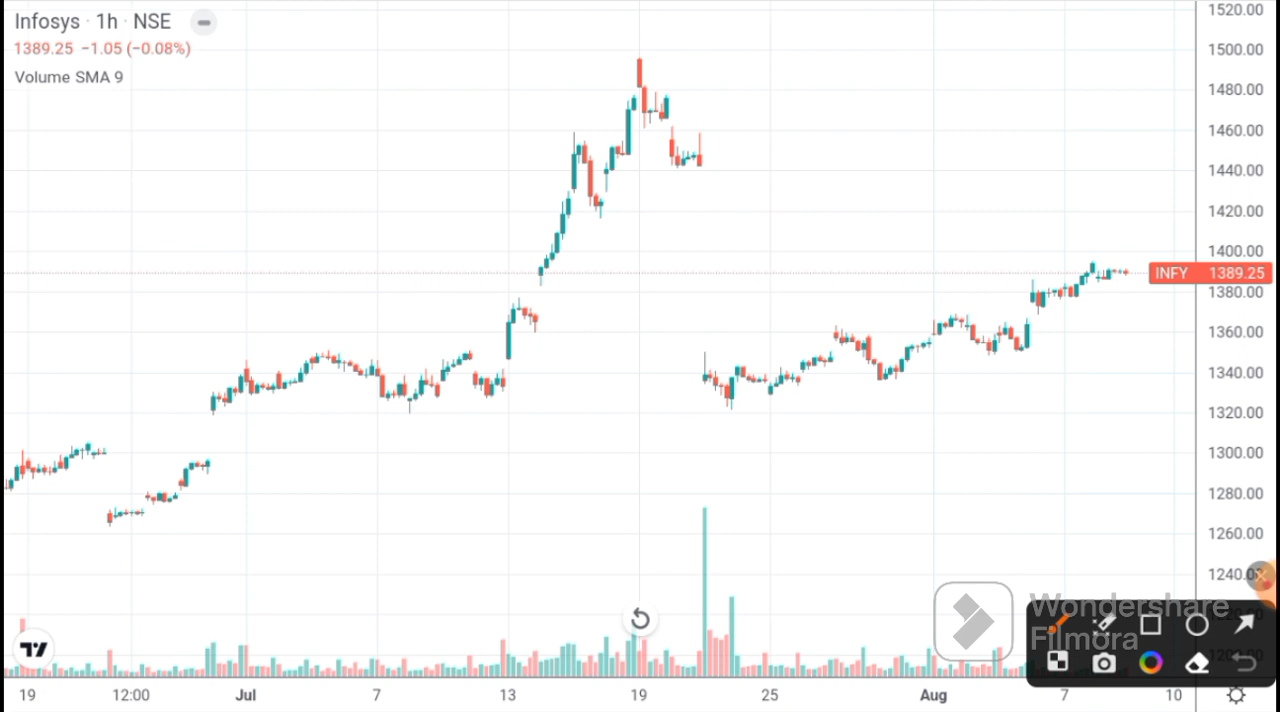 Infosys · 1h · NSE
1389.25 −1.05 (−0.08%)
Volume SMA 9
1520.00
1500.00
1480.00
1460.00
1440.00
1420.00
1400.00
INFY 1389.25
1380.00
1360.00
1340.00
1320.00
1300.00
1280.00
1260.00
1240.0
Wondershare
Filmora
19 12:00 Jul 7 13 19 25 Aug 7 10